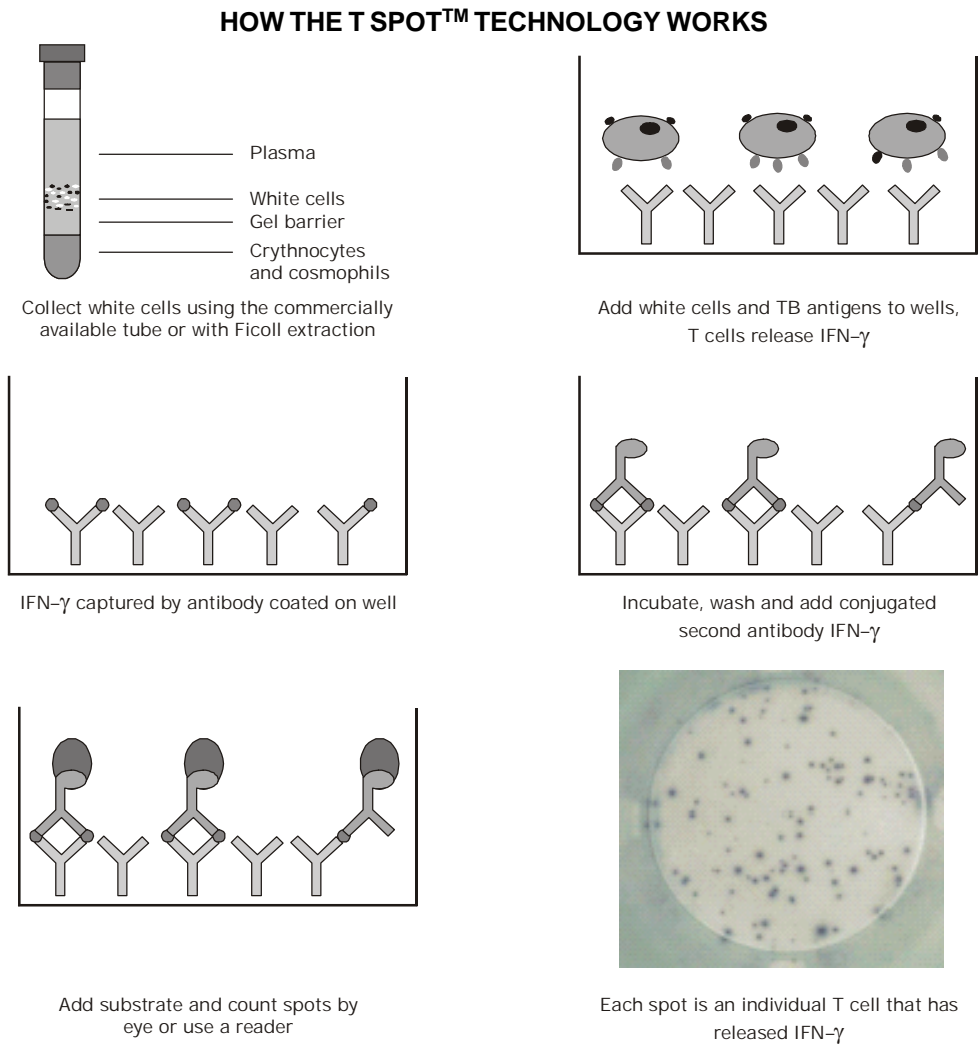 HOW THE T SPOT™ TECHNOLOGY WORKS
Plasma
White cells
Gel barrier
Crythnocytes
and cosmophils
Collect white cells using the commercially
available tube or with Ficoll extraction
Add white cells and TB antigens to wells,
T cells release IFN–γ
IFN–γ captured by antibody coated on well
Incubate, wash and add conjugated
second antibody IFN–γ
Add substrate and count spots by
eye or use a reader
Each spot is an individual T cell that has
released IFN–γ